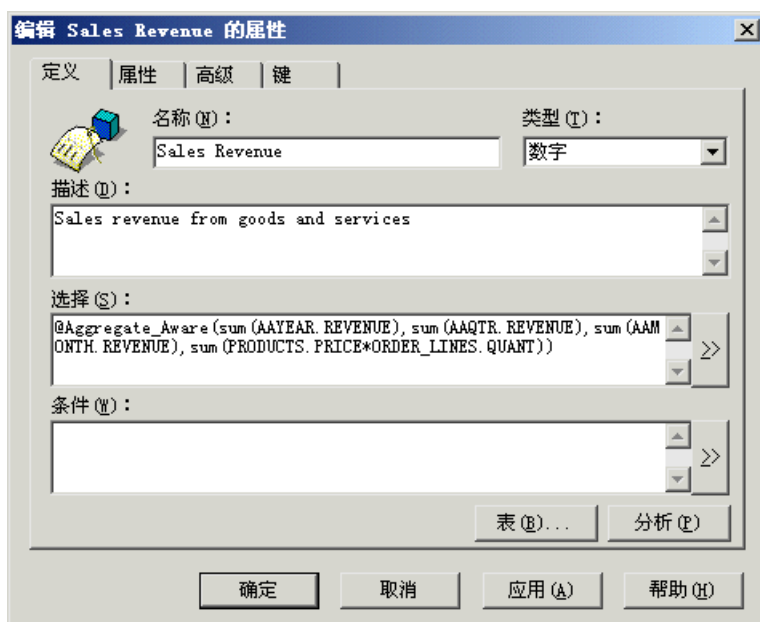 编辑 Sales Revenue 的属性
定义 属性 高级 键
名称(N)： 类型(T)：
Sales Revenue 数字
描述(D)：
Sales revenue from goods and services
选择(S)：
@Aggregate_Aware(sum(AAYEAR.REVENUE),sum(AAQTR.REVENUE),sum(AAM
ONTH.REVENUE),sum(PRODUCTS.PRICE*ORDER_LINES.QUANT))
>>
条件(W)：
>>
表(B)... 分析(P)
确定 取消 应用(A) 帮助(H)